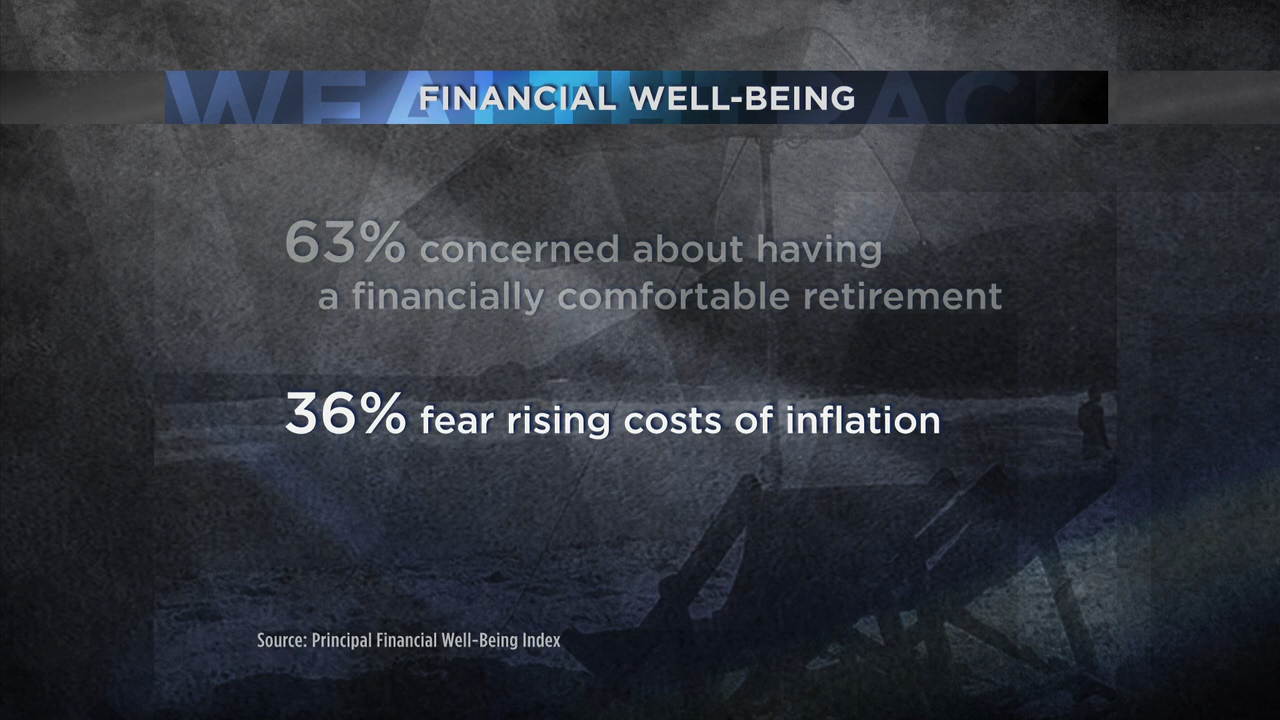 FINANCIAL WELL-BEING
63% concerned about having
a financially comfortable retirement
36% fear rising costs of inflation
Source: Principal Financial Well-Being Index